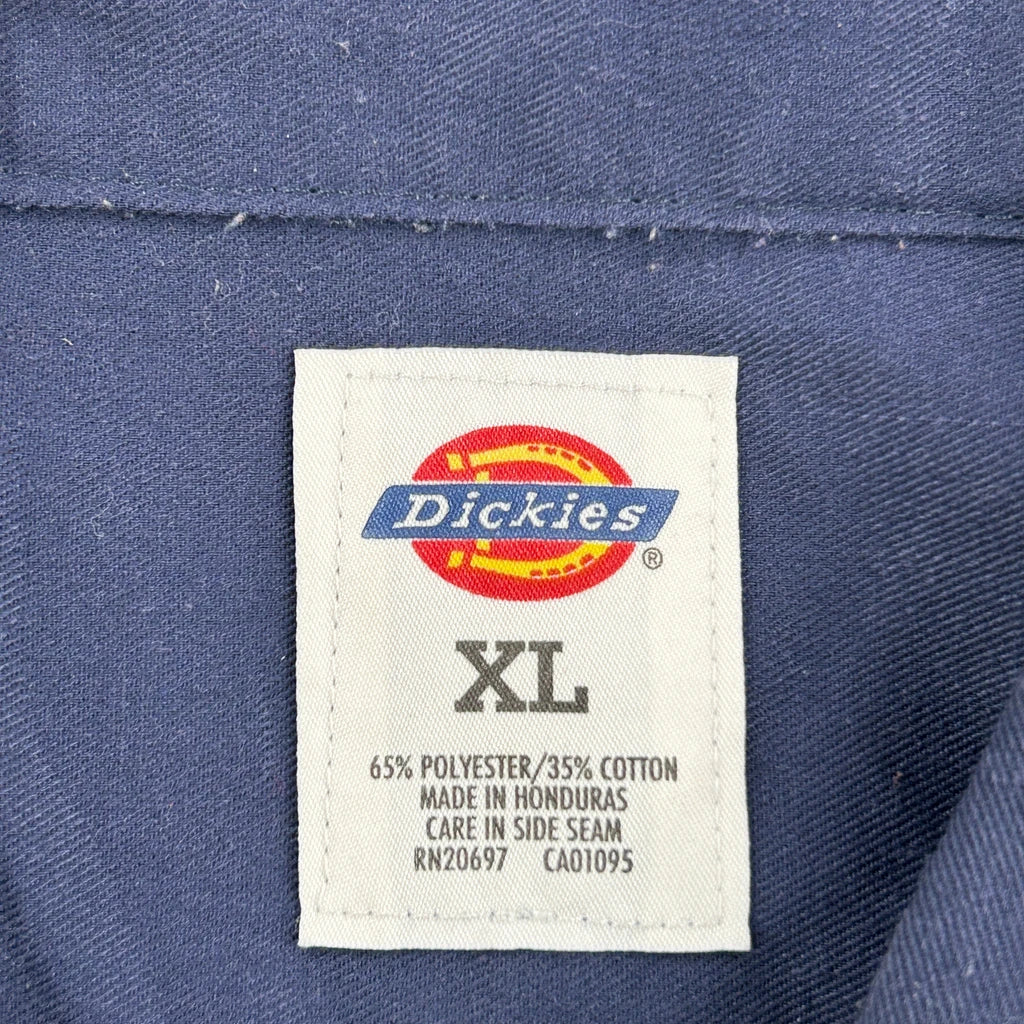 Dickies
®
XL
65% POLYESTER/35% COTTON
MADE IN HONDURAS
CARE IN SIDE SEAM
RN20697 CA01095